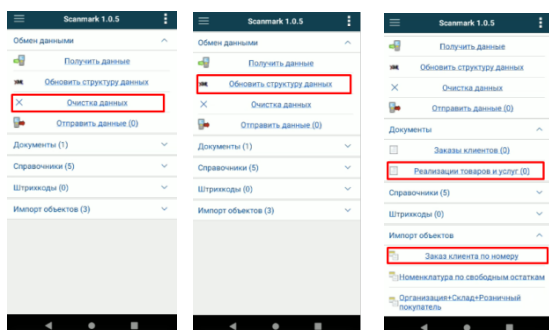 Scanmark 1.0.5
Обмен данными
Получить данные
Обновить структуру данных
Очистка данных
Отправить данные (0)
Документы (1)
Справочники (5)
Штрихкоды (0)
Импорт объектов (3)
Scanmark 1.0.5
Обмен данными
Получить данные
Обновить структуру данных
Очистка данных
Отправить данные (0)
Документы (1)
Справочники (5)
Штрихкоды (0)
Импорт объектов (3)
Scanmark 1.0.5
Получить данные
Обновить структуру данных
Очистка данных
Отправить данные (0)
Документы
Заказы клиентов (0)
Реализации товаров и услуг (0)
Справочники (5)
Штрихкоды (0)
Импорт объектов
Заказ клиента по номеру
Номенклатура по свободным остаткам
Организация+Склад+Розничный
покупатель